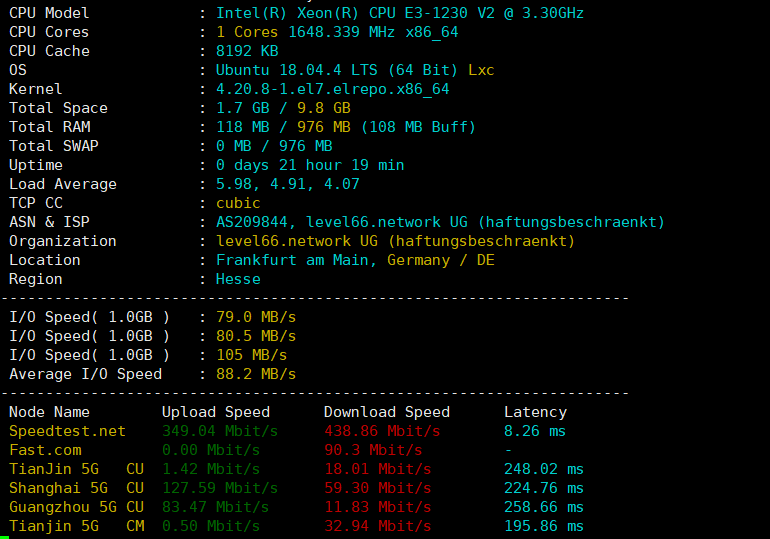 CPU Model : Intel(R) Xeon(R) CPU E3-1230 V2 @ 3.30GHz
CPU Cores : 1 Cores 1648.339 MHz x86_64
CPU Cache : 8192 KB
OS : Ubuntu 18.04.4 LTS (64 Bit) Lxc
Kernel : 4.20.8-1.el7.elrepo.x86_64
Total Space : 1.7 GB / 9.8 GB
Total RAM : 118 MB / 976 MB (108 MB Buff)
Total SWAP : 0 MB / 976 MB
Uptime : 0 days 21 hour 19 min
Load Average : 5.98, 4.91, 4.07
TCP CC : cubic
ASN & ISP : AS209844, level66.network UG (haftungsbeschraenkt)
Organization : level66.network UG (haftungsbeschraenkt)
Location : Frankfurt am Main, Germany / DE
Region : Hesse
----------------------------------------------------------------------
I/O Speed( 1.0GB ) : 79.0 MB/s
I/O Speed( 1.0GB ) : 80.5 MB/s
I/O Speed( 1.0GB ) : 105 MB/s
Average I/O Speed : 88.2 MB/s
----------------------------------------------------------------------
Node Name Upload Speed Download Speed Latency
Speedtest.net 349.04 Mbit/s 438.86 Mbit/s 8.26 ms
Fast.com 0.00 Mbit/s 90.3 Mbit/s -
TianJin 5G CU 1.42 Mbit/s 18.01 Mbit/s 248.02 ms
Shanghai 5G CU 127.59 Mbit/s 59.30 Mbit/s 224.76 ms
Guangzhou 5G CU 83.47 Mbit/s 11.83 Mbit/s 258.66 ms
Tianjin 5G CM 0.50 Mbit/s 32.94 Mbit/s 195.86 ms